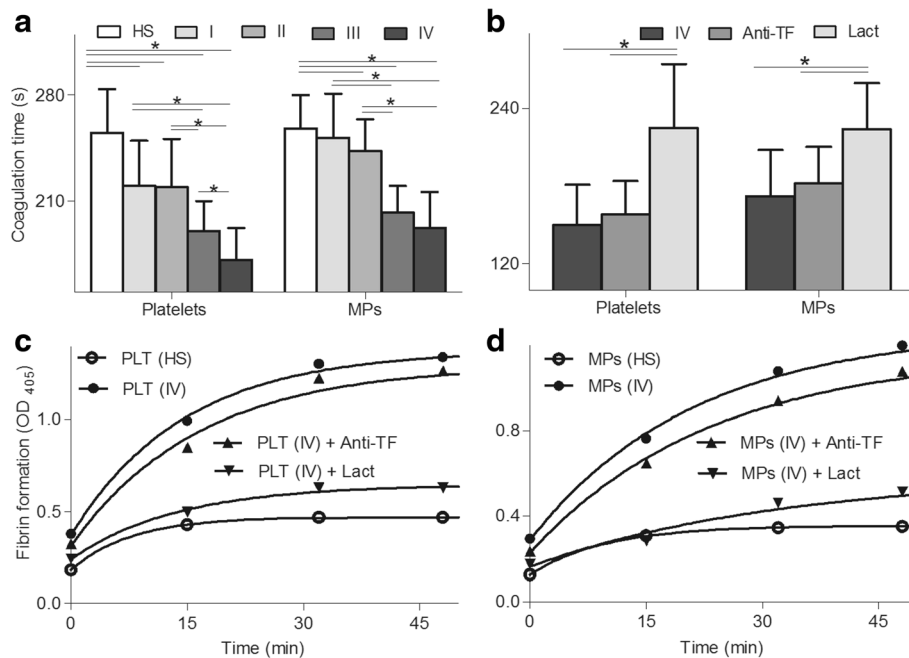 a
HS I II III IV
* * * * * * *
Coagulation time (s)
280
210
Platelets MPs
b
IV Anti-TF Lact
* *
240
120
Platelets MPs
c
PLT (HS)
PLT (IV)
PLT (IV) + Anti-TF
PLT (IV) + Lact
Fibrin formation (OD 405)
1.0
0.5
0.0
0 15 30 45
Time (min)
d
MPs (HS)
MPs (IV)
MPs (IV) + Anti-TF
MPs (IV) + Lact
0.8
0.4
0.0
0 15 30 45
Time (min)